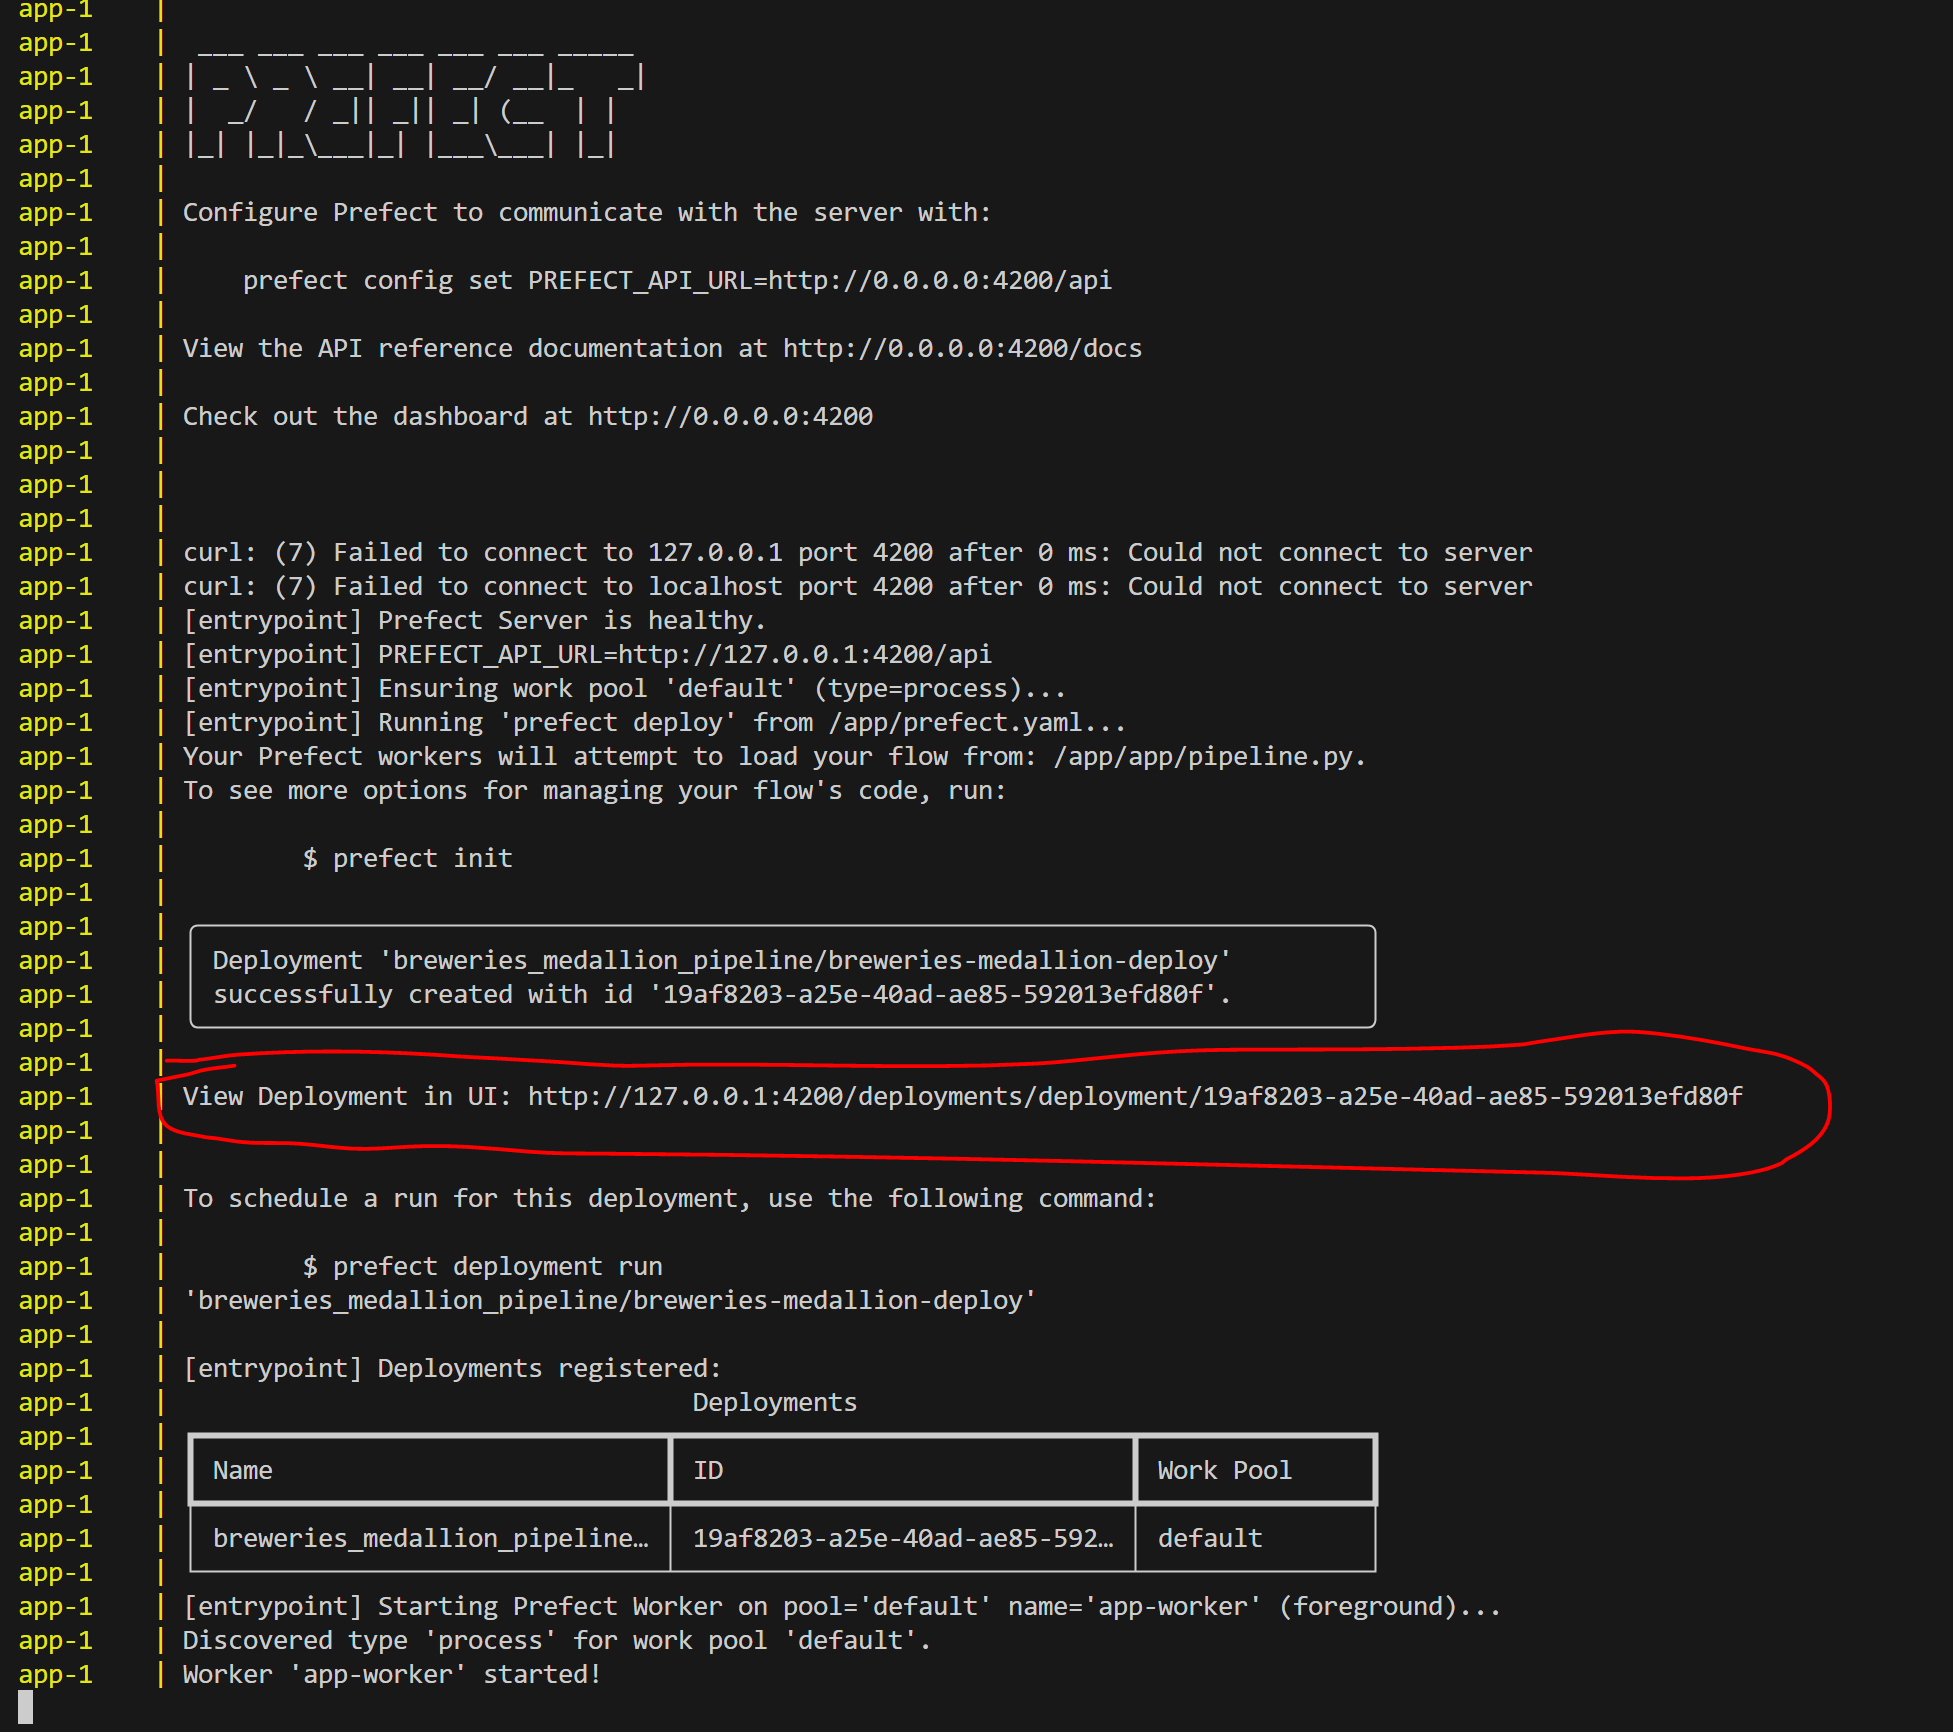 app-1 |
app-1 |  ___ ___ ___ ___ ___ ___ _____
app-1 | | _ \ _ \ __| __| __/ __|_   _|
app-1 | |  _/   / _|| _|| _| (__  | |
app-1 | |_| |_|_\___|_| |___\___| |_|
app-1 |
app-1 | Configure Prefect to communicate with the server with:
app-1 |
app-1 |     prefect config set PREFECT_API_URL=http://0.0.0.0:4200/api
app-1 |
app-1 | View the API reference documentation at http://0.0.0.0:4200/docs
app-1 |
app-1 | Check out the dashboard at http://0.0.0.0:4200
app-1 |
app-1 |
app-1 |
app-1 | curl: (7) Failed to connect to 127.0.0.1 port 4200 after 0 ms: Could not connect to server
app-1 | curl: (7) Failed to connect to localhost port 4200 after 0 ms: Could not connect to server
app-1 | [entrypoint] Prefect Server is healthy.
app-1 | [entrypoint] PREFECT_API_URL=http://127.0.0.1:4200/api
app-1 | [entrypoint] Ensuring work pool 'default' (type=process)...
app-1 | [entrypoint] Running 'prefect deploy' from /app/prefect.yaml...
app-1 | Your Prefect workers will attempt to load your flow from: /app/app/pipeline.py.
app-1 | To see more options for managing your flow's code, run:
app-1 |
app-1 |         $ prefect init
app-1 |
app-1 |
app-1 | Deployment 'breweries_medallion_pipeline/breweries-medallion-deploy'
app-1 | successfully created with id '19af8203-a25e-40ad-ae85-592013efd80f'.
app-1 |
app-1 |
app-1 | View Deployment in UI: http://127.0.0.1:4200/deployments/deployment/19af8203-a25e-40ad-ae85-592013efd80f
app-1 |
app-1 |
app-1 | To schedule a run for this deployment, use the following command:
app-1 |
app-1 |         $ prefect deployment run
app-1 | 'breweries_medallion_pipeline/breweries-medallion-deploy'
app-1 |
app-1 | [entrypoint] Deployments registered:
app-1 |                                   Deployments
app-1 |
app-1 | Name ID Work Pool
app-1 |
app-1 | breweries_medallion_pipeline… 19af8203-a25e-40ad-ae85-592… default
app-1 |
app-1 | [entrypoint] Starting Prefect Worker on pool='default' name='app-worker' (foreground)...
app-1 | Discovered type 'process' for work pool 'default'.
app-1 | Worker 'app-worker' started!